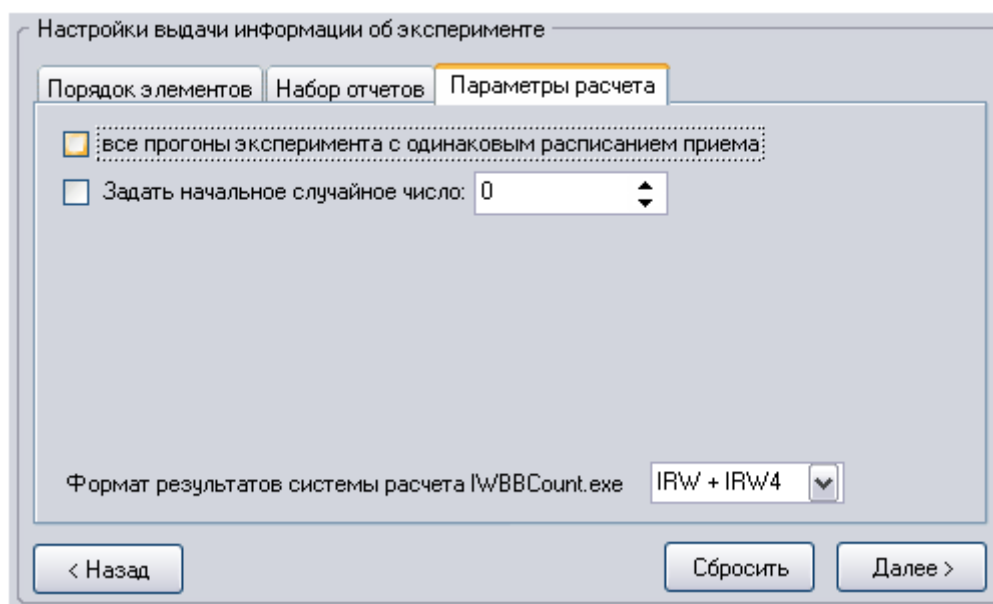 Настройки выдачи информации об эксперименте
Порядок элементов Набор отчетов Параметры расчета
все прогоны эксперимента с одинаковым расписанием приема
Задать начальное случайное число: 0
Формат результатов системы расчета IWBBCount.exe IRW + IRW4
< Назад Сбросить Далее >